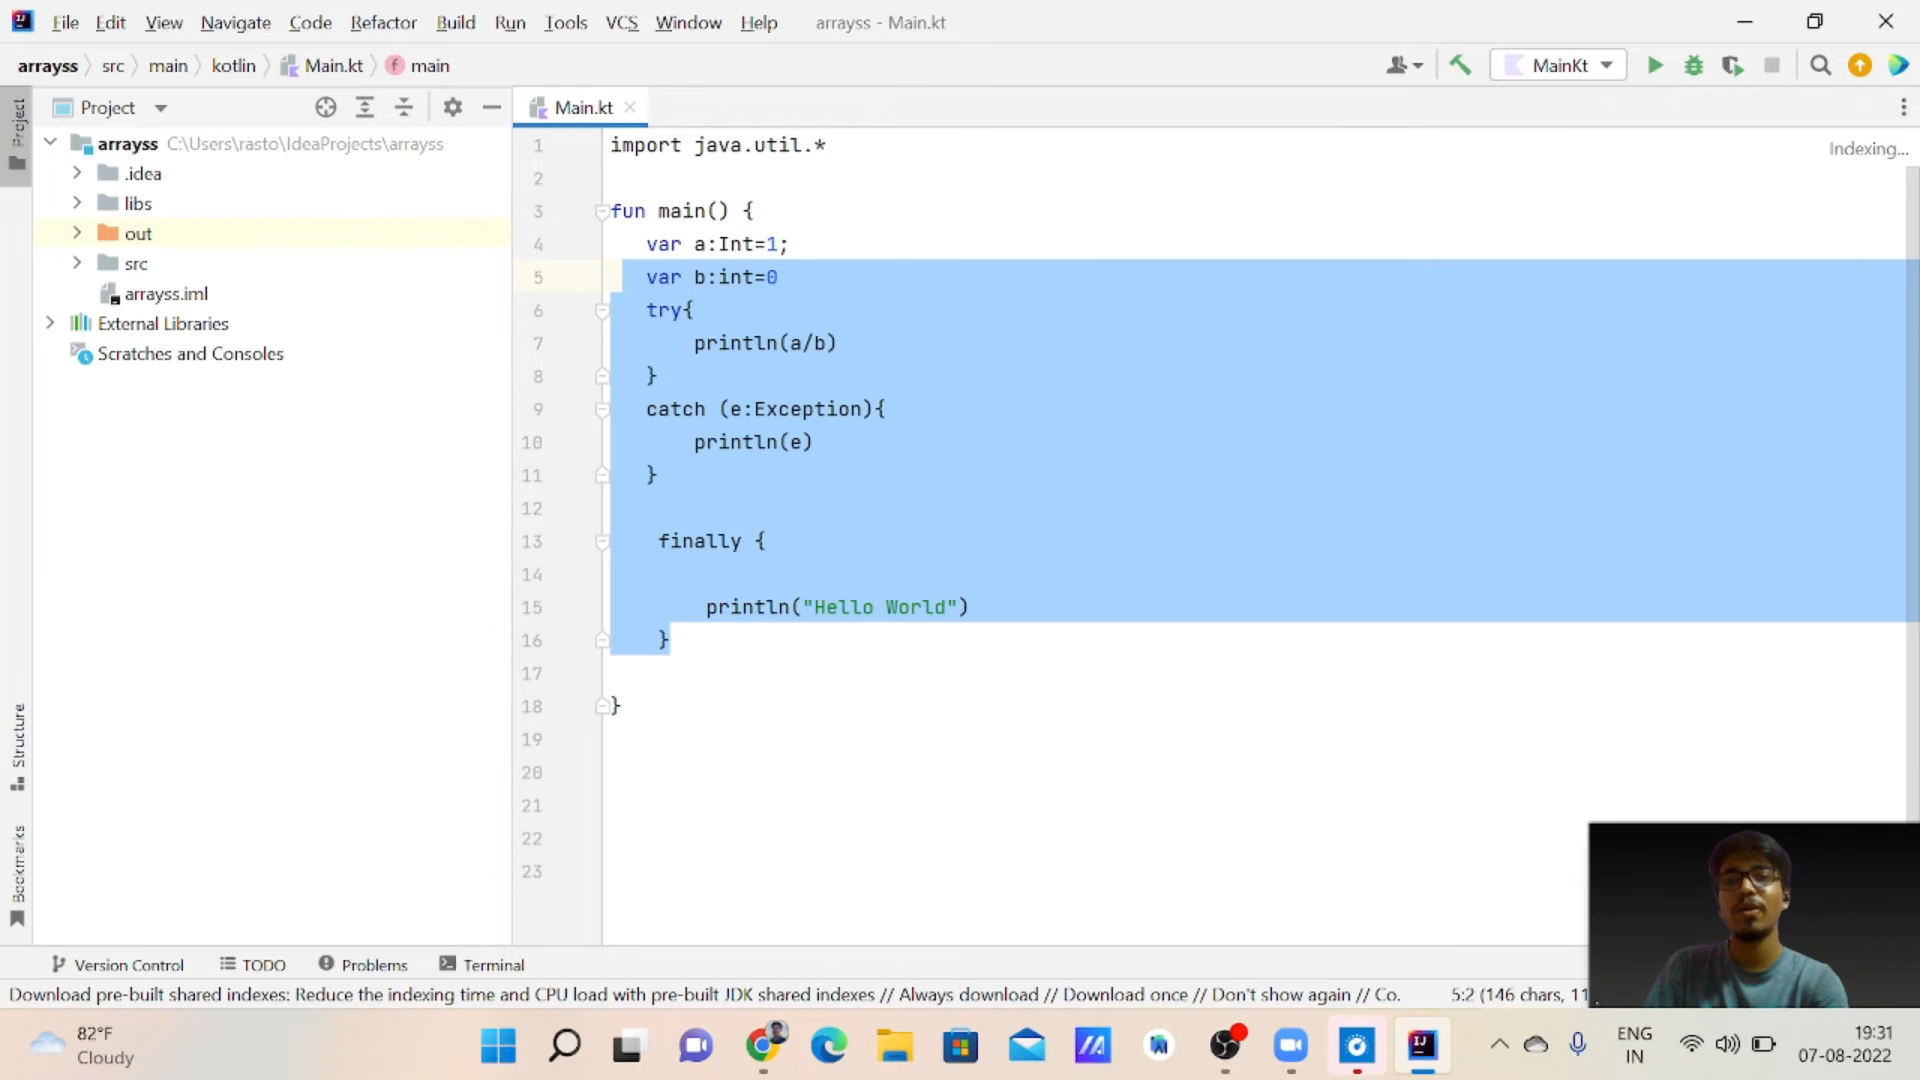 File Edit View Navigate Code Refactor Build Run Tools VCS Window Help arrayss - Main.kt
arrayss src main kotlin Main.kt main MainKt
Project
Project
Main.kt
arrayss C:\Users\rasto\IdeaProjects\arrayss
.idea
libs
out
src
arrayss.iml
External Libraries
Scratches and Consoles
Structure
Bookmarks
Indexing...
1 import java.util.*
2
3 fun main() {
4 var a:Int=1;
5 var b:int=0
6 try{
7 println(a/b)
8 }
9 catch (e:Exception){
10 println(e)
11 }
12
13 finally {
14
15 println("Hello World")
16 }
17
18 }
19
20
21
22
23
Version Control TODO Problems Terminal
Download pre-built shared indexes: Reduce the indexing time and CPU load with pre-built JDK shared indexes // Always download // Download once // Don't show again // Co. 5:2 (146 chars, 11
82°F
Cloudy
ENG
IN
19:31
07-08-2022